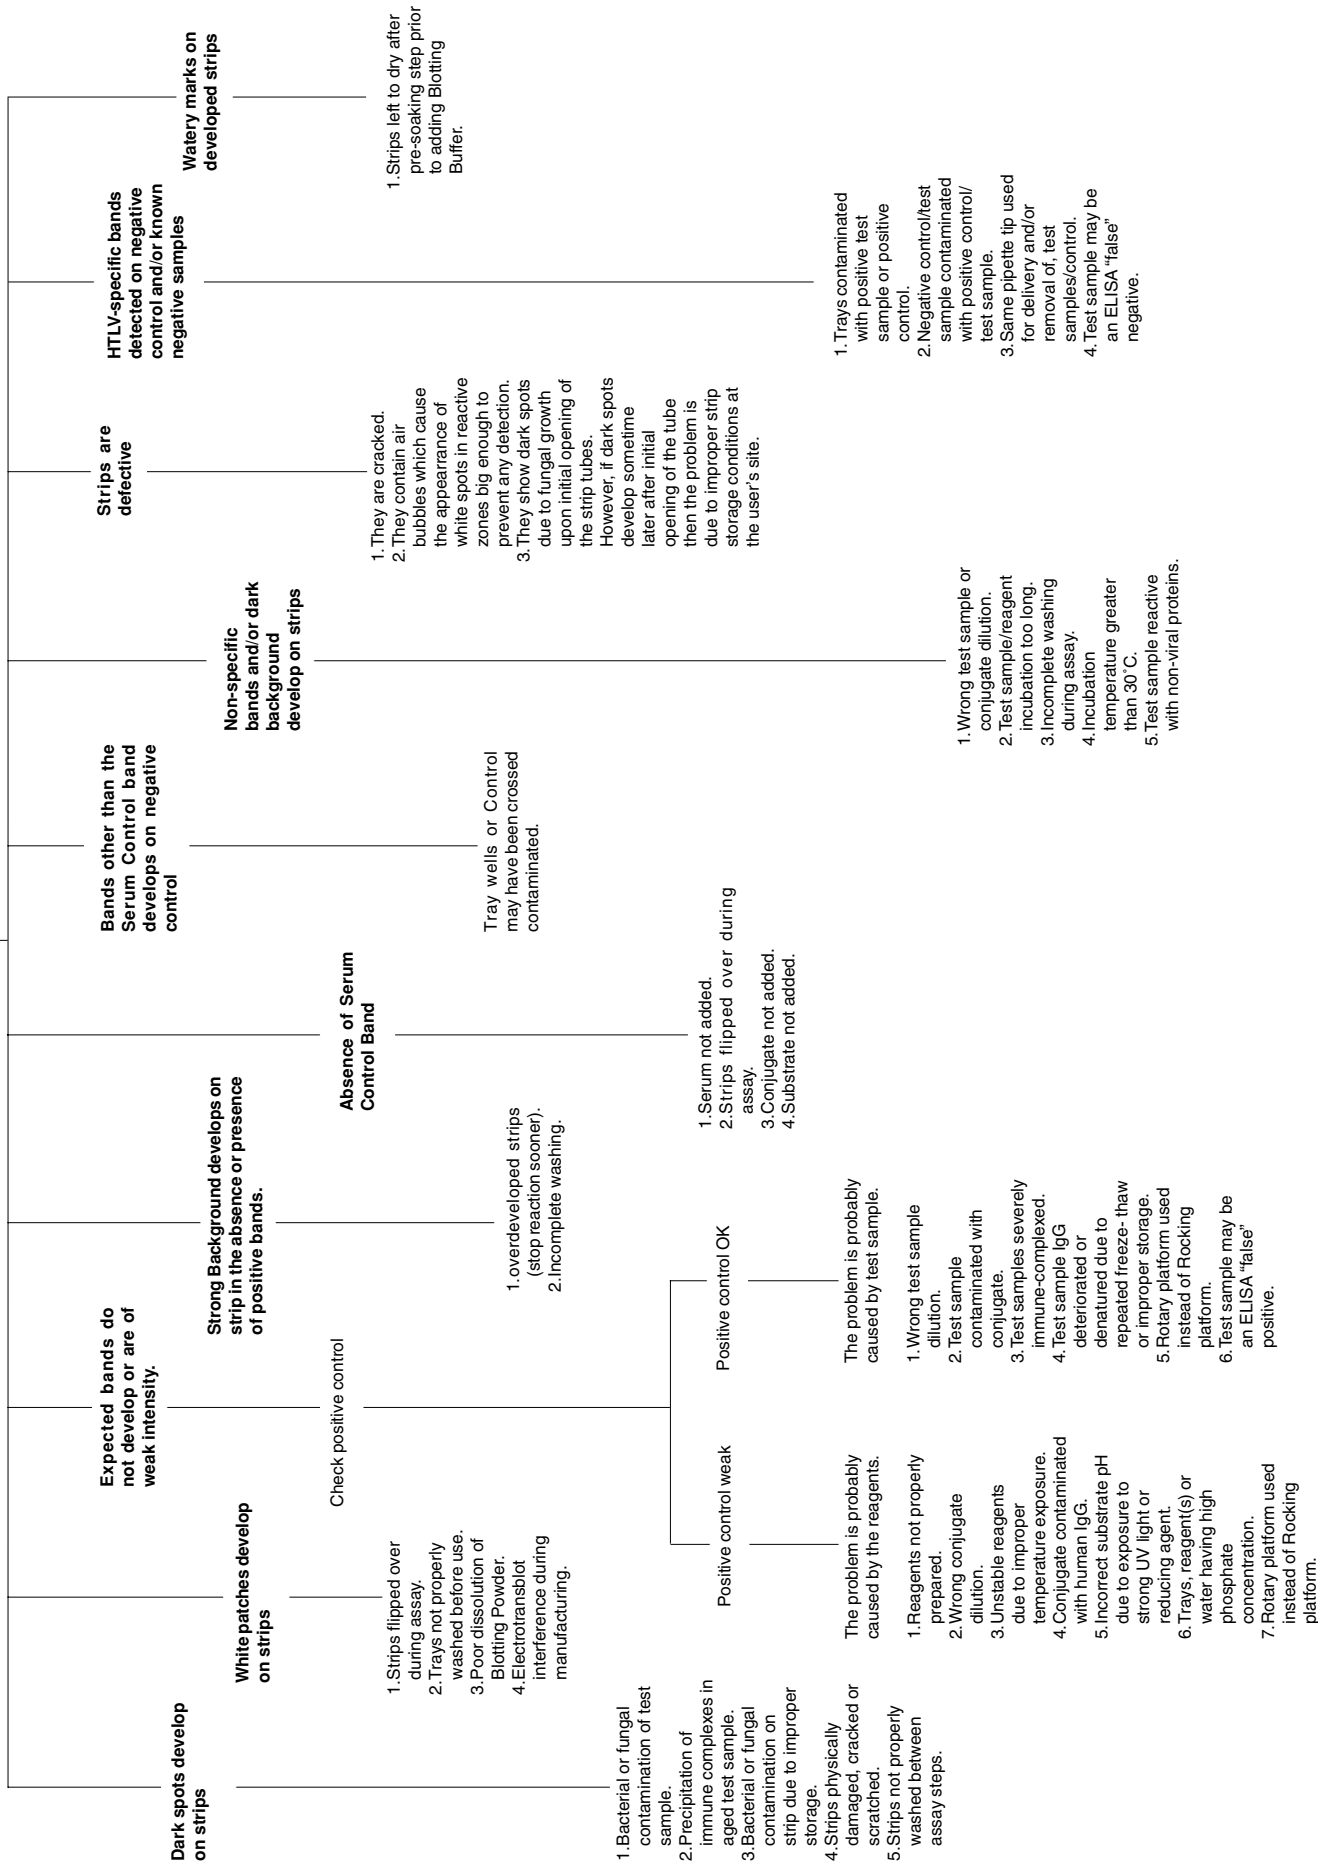 Dark spots develop
on strips
1.Bacterial or fungal
contamination of test
sample.
2.Precipitation of
immune complexes in
aged test sample.
3.Bacterial or fungal
contamination on
strip due to improper
storage.
4.Strips physically
damaged, cracked or
scratched.
5.Strips not properly
washed between
assay steps.
White patches develop
on strips
1.Strips flipped over
during assay.
2.Trays not properly
washed before use.
3.Poor dissolution of
Blotting Powder.
4.Electrotransblot
interference during
manufacturing.
Expected bands do
not develop or are of
weak intensity.
Check positive control
Positive control weak
The problem is probably
caused by the reagents.
1.Reagents not properly
prepared.
2.Wrong conjugate
dilution.
3.Unstable reagents
due to improper
temperature exposure.
4.Conjugate contaminated
with human IgG.
5.Incorrect substrate pH
due to exposure to
strong UV light or
reducing agent.
6.Trays, reagent(s) or
water having high
phosphate
concentration.
7.Rotary platform used
instead of Rocking
platform.
Positive control OK
The problem is probably
caused by test sample.
1.Wrong test sample
dilution.
2.Test sample
contaminated with
conjugate.
3.Test samples severely
immune-complexed.
4.Test sample IgG
deteriorated or
denatured due to
repeated freeze- thaw
or improper storage.
5.Rotary platform used
instead of Rocking
platform.
6.Test sample may be
an ELISA “false”
positive.
Strong Background develops on
strip in the absence or presence
of positive bands.
1.overdeveloped strips
(stop reaction sooner).
2.Incomplete washing.
Absence of Serum
Control Band
1.Serum not added.
2.Strips flipped over during
assay.
3.Conjugate not added.
4.Substrate not added.
Bands other than the
Serum Control band
develops on negative
control
Tray wells or Control
may have been crossed
contaminated.
Non-specific
bands and/or dark
background
develop on strips
1.Wrong test sample or
conjugate dilution.
2.Test sample/reagent
incubation too long.
3.Incomplete washing
during assay.
4.Incubation
temperature greater
than 30˚C.
5.Test sample reactive
with non-viral proteins.
Strips are
defective
1.They are cracked.
2.They contain air
bubbles which cause
the appearrance of
white spots in reactive
zones big enough to
prevent any detection.
3.They show dark spots
due to fungal growth
upon initial opening of
the strip tubes.
However, if dark spots
develop sometime
later after initial
opening of the tube
then the problem is
due to improper strip
storage conditions at
the user's site.
HTLV-specific bands
detected on negative
control and/or known
negative samples
1.Trays contaminated
with positive test
sample or positive
control.
2.Negative control/test
sample contaminated
with positive control/
test sample.
3.Same pipette tip used
for delivery and/or
removal of, test
samples/control.
4.Test sample may be
an ELISA “false”
negative.
Watery marks on
developed strips
1.Strips left to dry after
pre-soaking step prior
to adding Blotting
Buffer.